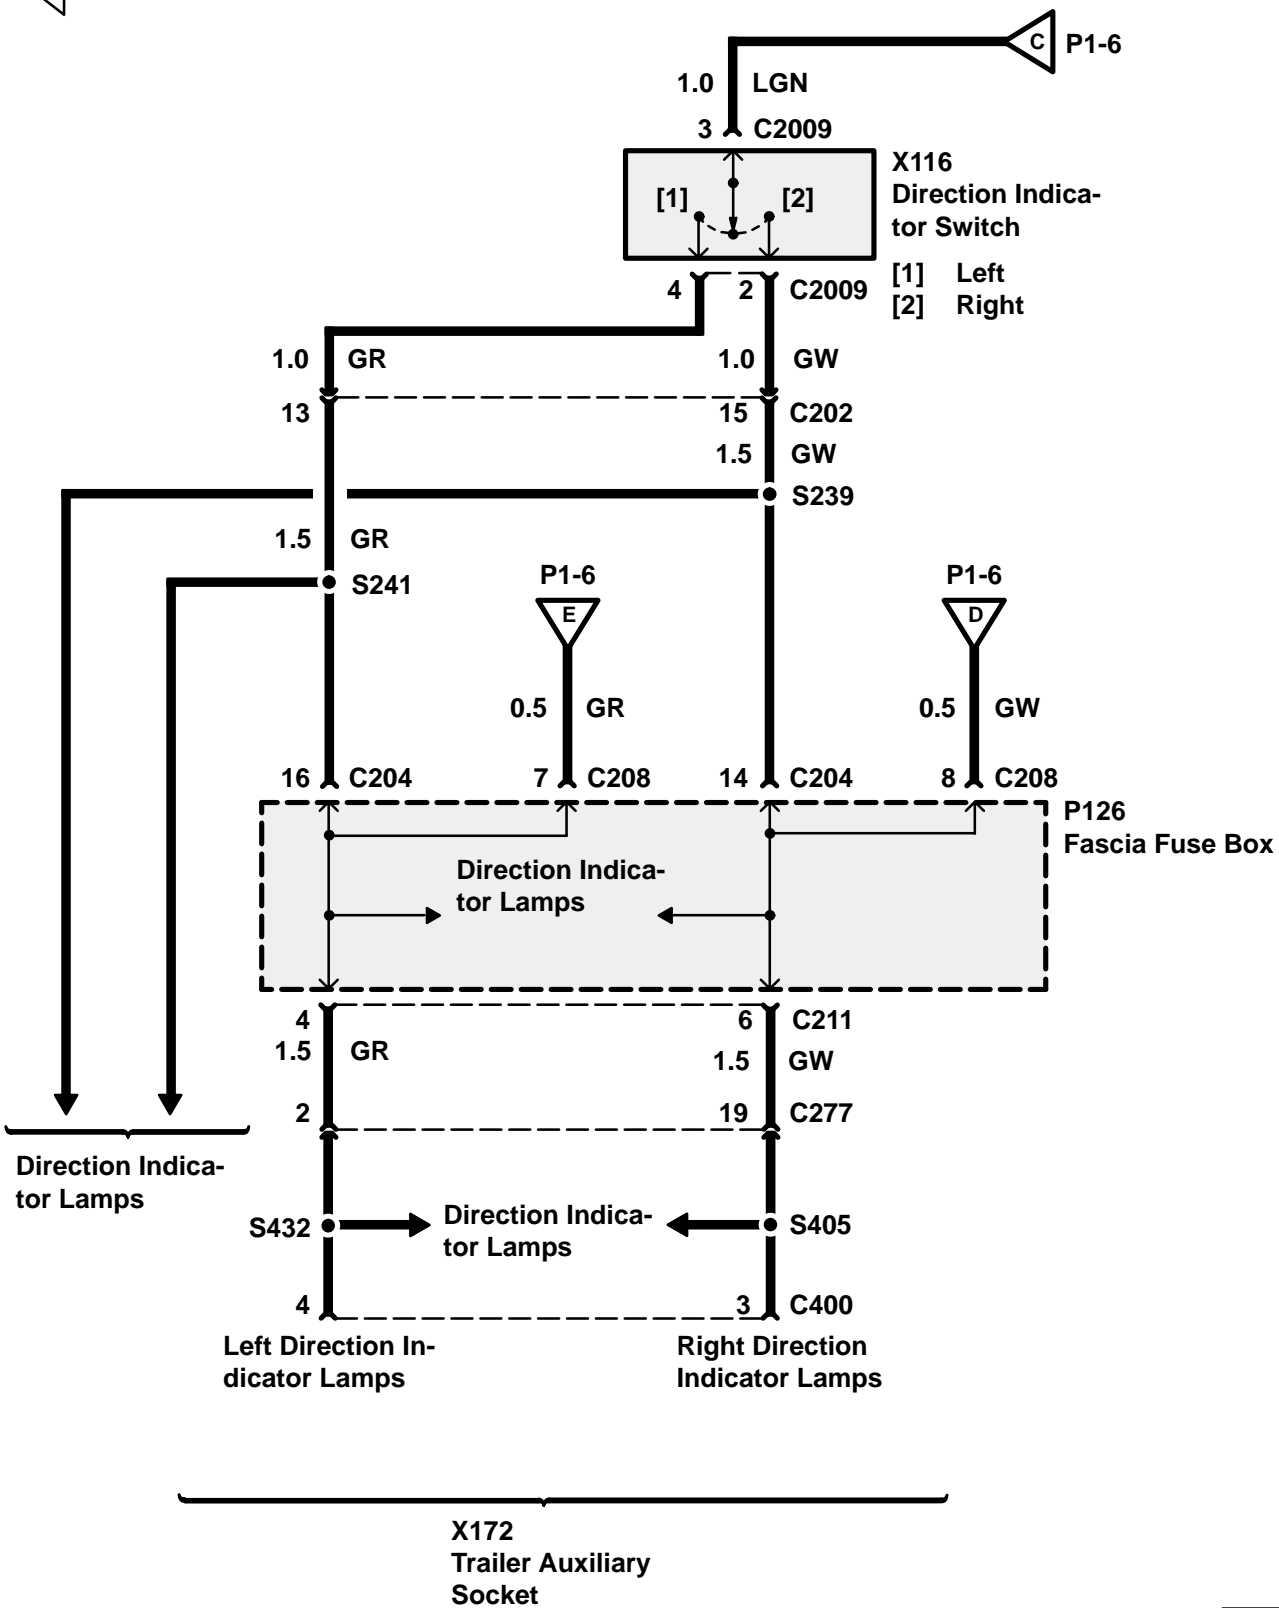 C P1-6
1.0 LGN
3 C2009
X116
Direction Indica-
tor Switch
[1] [2]
[1] Left
[2] Right
4 2 C2009
1.0 GR 1.0 GW
13 15 C202
1.5 GW
S239
1.5 GR
S241
P1-6 P1-6
E D
0.5 GR 0.5 GW
16 C204 7 C208 14 C204 8 C208
P126
Fascia Fuse Box
Direction Indica-
tor Lamps
4 6 C211
1.5 GR 1.5 GW
2 19 C277
Direction Indica-
tor Lamps
S432 Direction Indica- S405
tor Lamps
4 3 C400
Left Direction In-
dicator Lamps
Right Direction
Indicator Lamps
X172
Trailer Auxiliary
Socket